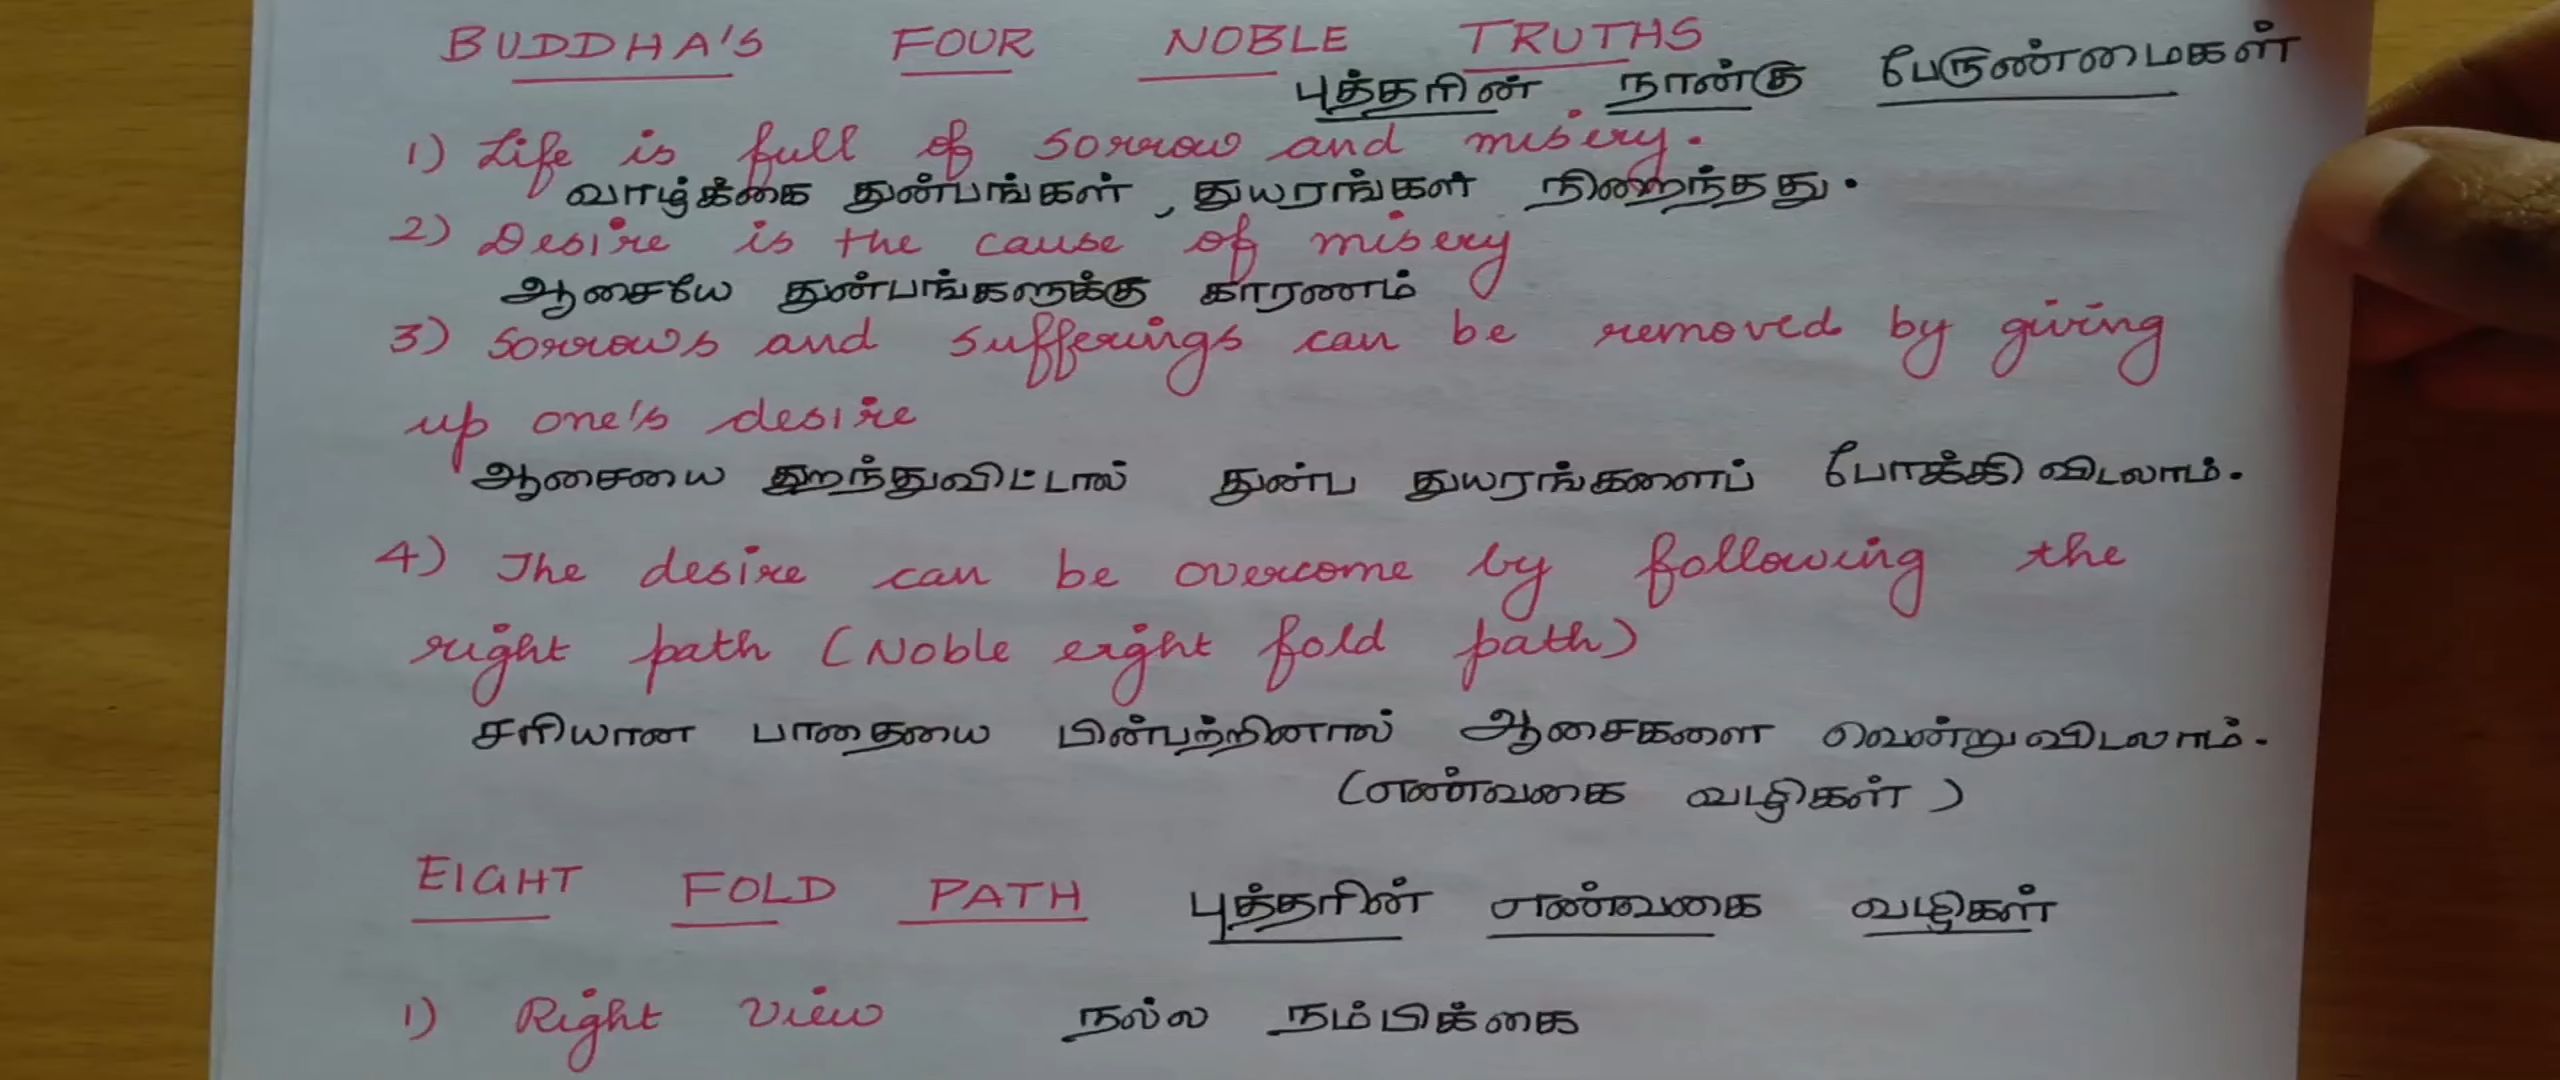 BUDDHA'S FOUR NOBLE TRUTHS
புத்தரின் நான்கு பேருண்மைகள்
1) Life is full of sorrow and misery.
வாழ்க்கை துன்பங்கள், துயரங்கள் நிறைந்தது.
2) Desire is the cause of misery
ஆசையே துன்பங்களுக்கு காரணம்
3) sorrows and sufferings can be removed by giving
up one's desire
ஆசையை துறந்துவிட்டால் துன்ப துயரங்களைப் போக்கி விடலாம்.
4) The desire can be overcome by following the
right path (Noble eight fold path)
சரியான பாதையை பின்பற்றினால் ஆசைகளை வென்றுவிடலாம்.
(எண்வகை வழிகள்)
EIGHT FOLD PATH புத்தரின் எண்வகை வழிகள்
1) Right view நல்ல நம்பிக்கை